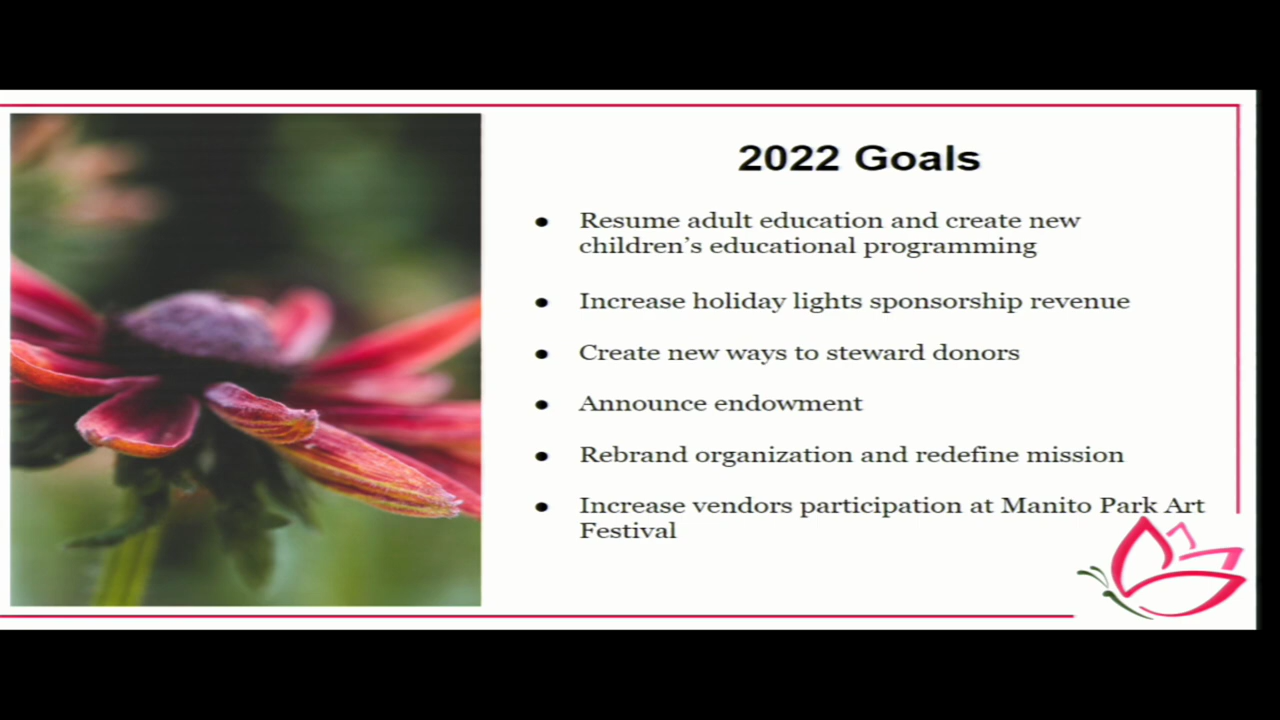 2022 Goals
● Resume adult education and create new
children’s educational programming
● Increase holiday lights sponsorship revenue
● Create new ways to steward donors
● Announce endowment
● Rebrand organization and redefine mission
● Increase vendors participation at Manito Park Art
Festival